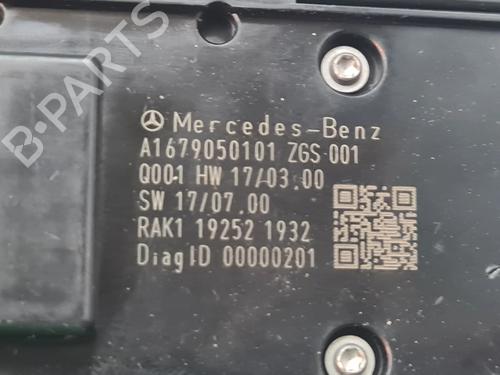 Mercedes-Benz
A1679050101 ZGS 001
Q001 HW 17/03.00
SW 17/07.00
RAK1 19252 1932
DiagID 00000201
B-PARTS